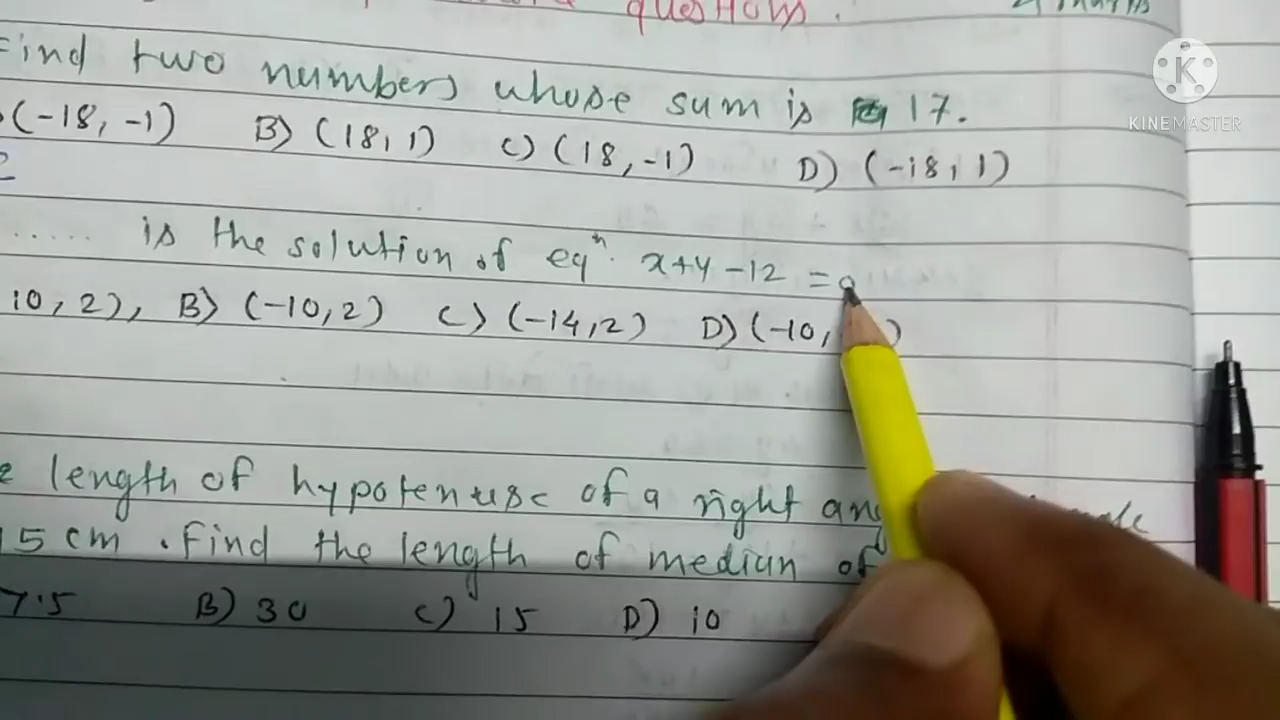 questions.
KINEMASTER
Find two numbers whose sum is 17.
(-18, -1) B) (18, 1) C) (18, -1) D) (-18, 1)
...... is the solution of eqⁿ. x+y-12 =0
10, 2), B) (-10, 2) C) (-14, 2) D) (-10,
length of hypotenuse of a right
15 cm. Find the length of median of
7.5 B) 30 C) 15 D) 10